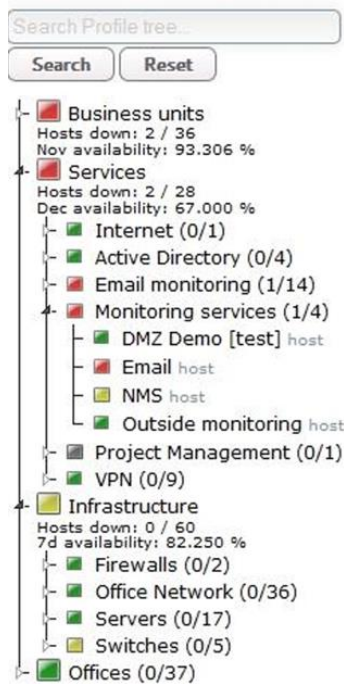 Search Profile tree...
Search Reset
Business units
Hosts down: 2 / 36
Nov availability: 93.306 %
Services
Hosts down: 2 / 28
Dec availability: 67.000 %
Internet (0/1)
Active Directory (0/4)
Email monitoring (1/14)
Monitoring services (1/4)
DMZ Demo [test] host
Email host
NMS host
Outside monitoring host
Project Management (0/1)
VPN (0/9)
Infrastructure
Hosts down: 0 / 60
7d availability: 82.250 %
Firewalls (0/2)
Office Network (0/36)
Servers (0/17)
Switches (0/5)
Offices (0/37)